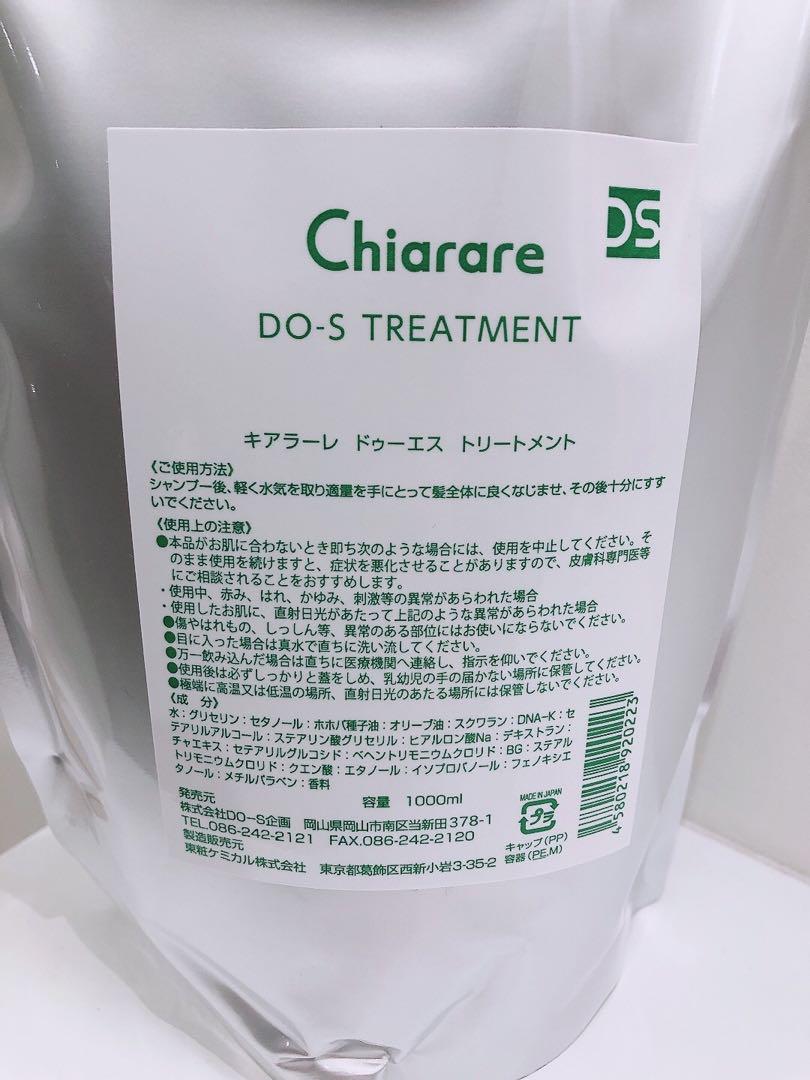 DS
Chiarare
DO-S TREATMENT
キアラーレ ドゥーエス トリートメント
《ご使用方法》
シャンプー後、軽く水気を取り適量を手にとって髪全体に良くなじませ、その後十分にすす
いでください。
《使用上の注意》
●本品がお肌に合わないとき即ち次のような場合には、使用を中止してください。そ
のまま使用を続けますと、症状を悪化させることがありますので、皮膚科専門医等
にご相談されることをおすすめします。
・使用中、赤み、はれ、かゆみ、刺激等の異常があらわれた場合
・使用したお肌に、直射日光があたって上記のような異常があらわれた場合
●傷やはれもの、しっしん等、異常のある部位にはお使いにならないでください。
●目に入った場合は真水で直ちに洗い流してください。
●万一飲み込んだ場合は直ちに医療機関へ連絡し、指示を仰いでください。
●使用後は必ずしっかりと蓋をしめ、乳幼児の手の届かない場所に保管してください。
●極端に高温又は低温の場所、直射日光のあたる場所には保管しないでください。
《成 分》
水:グリセリン:セタノール:ホホバ種子油:オリーブ油:スクワラン:DNA-K:セ
テアリルアルコール:ステアリン酸グリセリル:ヒアルロン酸Na:デキストラン:
チャエキス:セテアリルグルコシド:ベヘントリモニウムクロリド:BG:ステアル
トリモニウムクロリド:クエン酸:エタノール:イソプロパノール:フェノキシエ
タノール:メチルパラベン:香料
発売元 容量 1000ml
株式会社DO-S企画 岡山県岡山市南区当新田378-1
TEL.086-242-2121 FAX.086-242-2120
製造販売元
東粧ケミカル株式会社 東京都葛飾区西新小岩3-35-2
MADE IN JAPAN
プラ
キャップ(PP)
容器(PE,M)
4580218920223